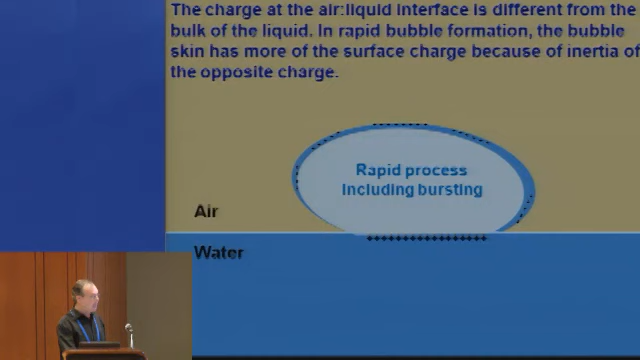 The charge at the air:liquid interface is different from the
bulk of the liquid. In rapid bubble formation, the bubble
skin has more of the surface charge because of inertia of
the opposite charge.
Rapid process
including bursting
Air
Water